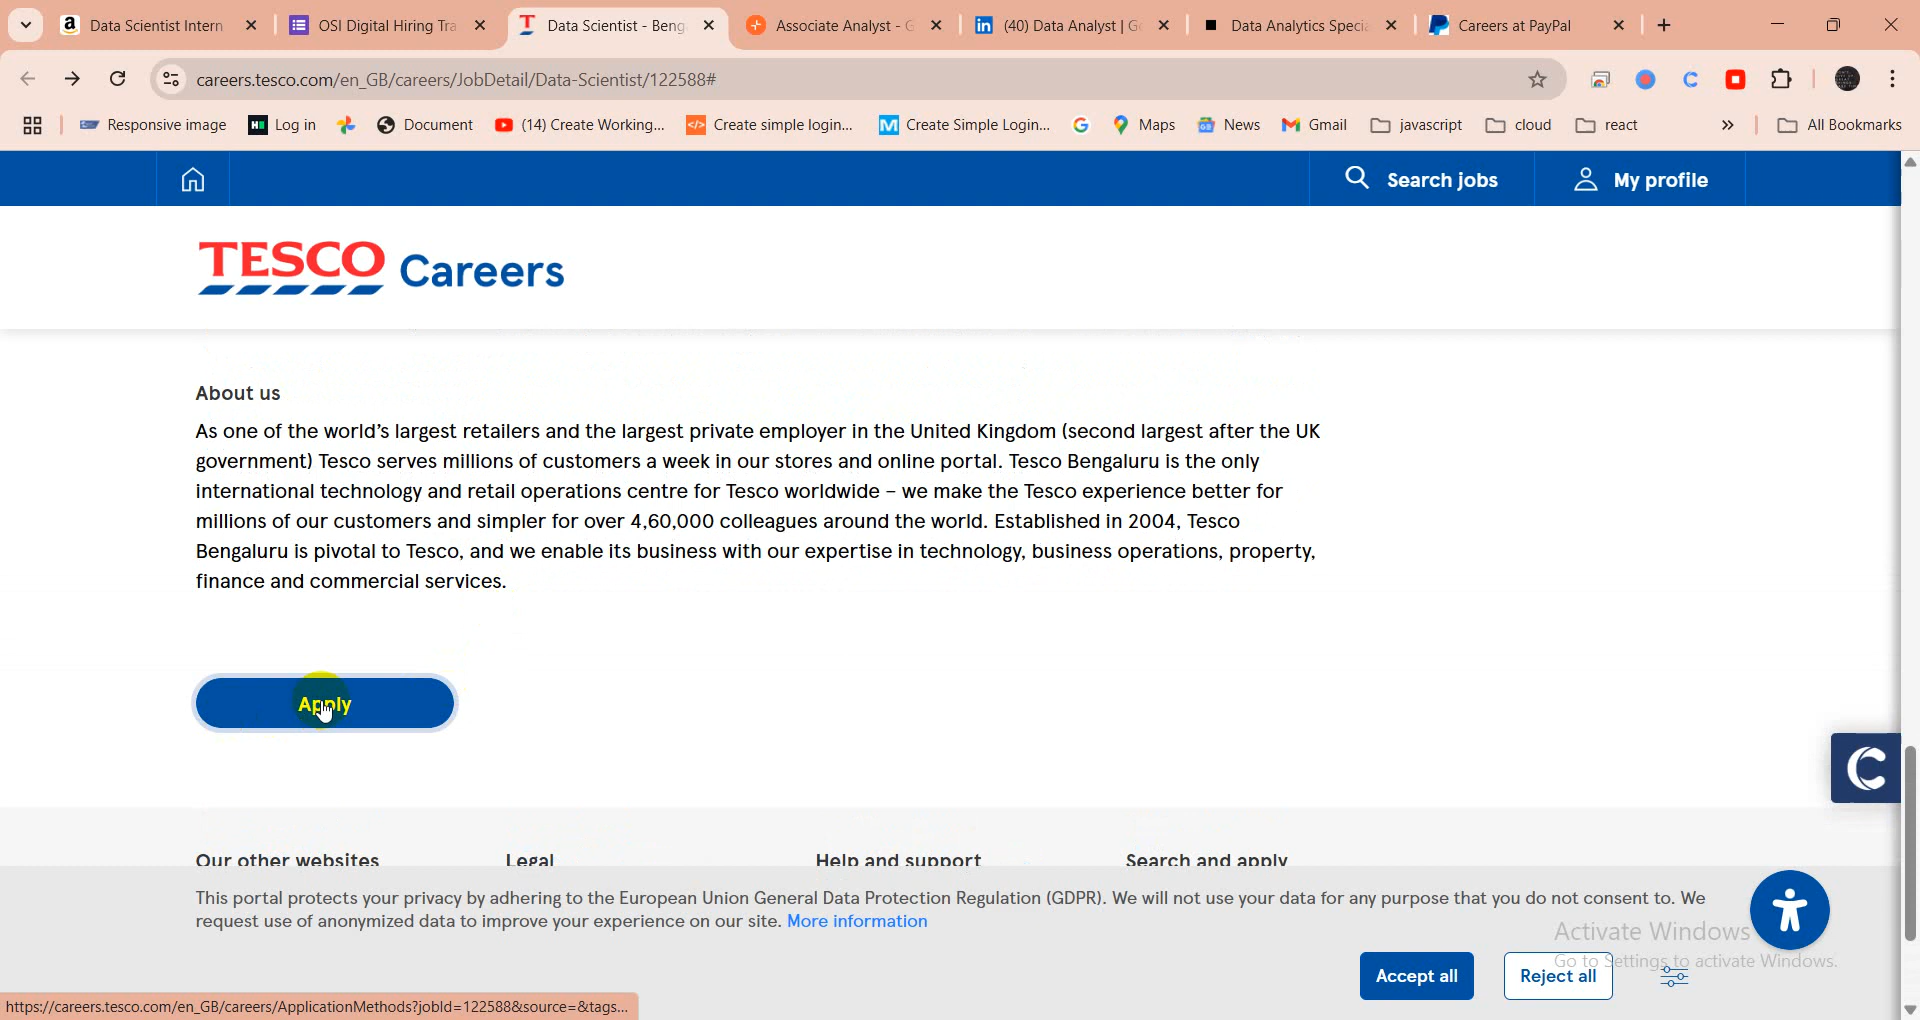 Data Scientist Intern
OSI Digital Hiring Tra
Data Scientist - Beng
Associate Analyst - G
(40) Data Analyst | G
Data Analytics Specia
Careers at PayPal
careers.tesco.com/en_GB/careers/JobDetail/Data-Scientist/122588#
Responsive image
Log in
Document
(14) Create Working...
Create simple login...
Create Simple Login...
Maps
News
Gmail
javascript
cloud
react
All Bookmarks
Search jobs
My profile
TESCO Careers
About us
As one of the world’s largest retailers and the largest private employer in the United Kingdom (second largest after the UK
government) Tesco serves millions of customers a week in our stores and online portal. Tesco Bengaluru is the only
international technology and retail operations centre for Tesco worldwide – we make the Tesco experience better for
millions of our customers and simpler for over 4,60,000 colleagues around the world. Established in 2004, Tesco
Bengaluru is pivotal to Tesco, and we enable its business with our expertise in technology, business operations, property,
finance and commercial services.
Apply
Our other websites
Legal
Help and support
Search and apply
This portal protects your privacy by adhering to the European Union General Data Protection Regulation (GDPR). We will not use your data for any purpose that you do not consent to. We
request use of anonymized data to improve your experience on our site. More information
Activate Windows
Go to Settings to activate Windows.
Accept all
Reject all
https://careers.tesco.com/en_GB/careers/ApplicationMethods?jobId=122588&source=&tags...